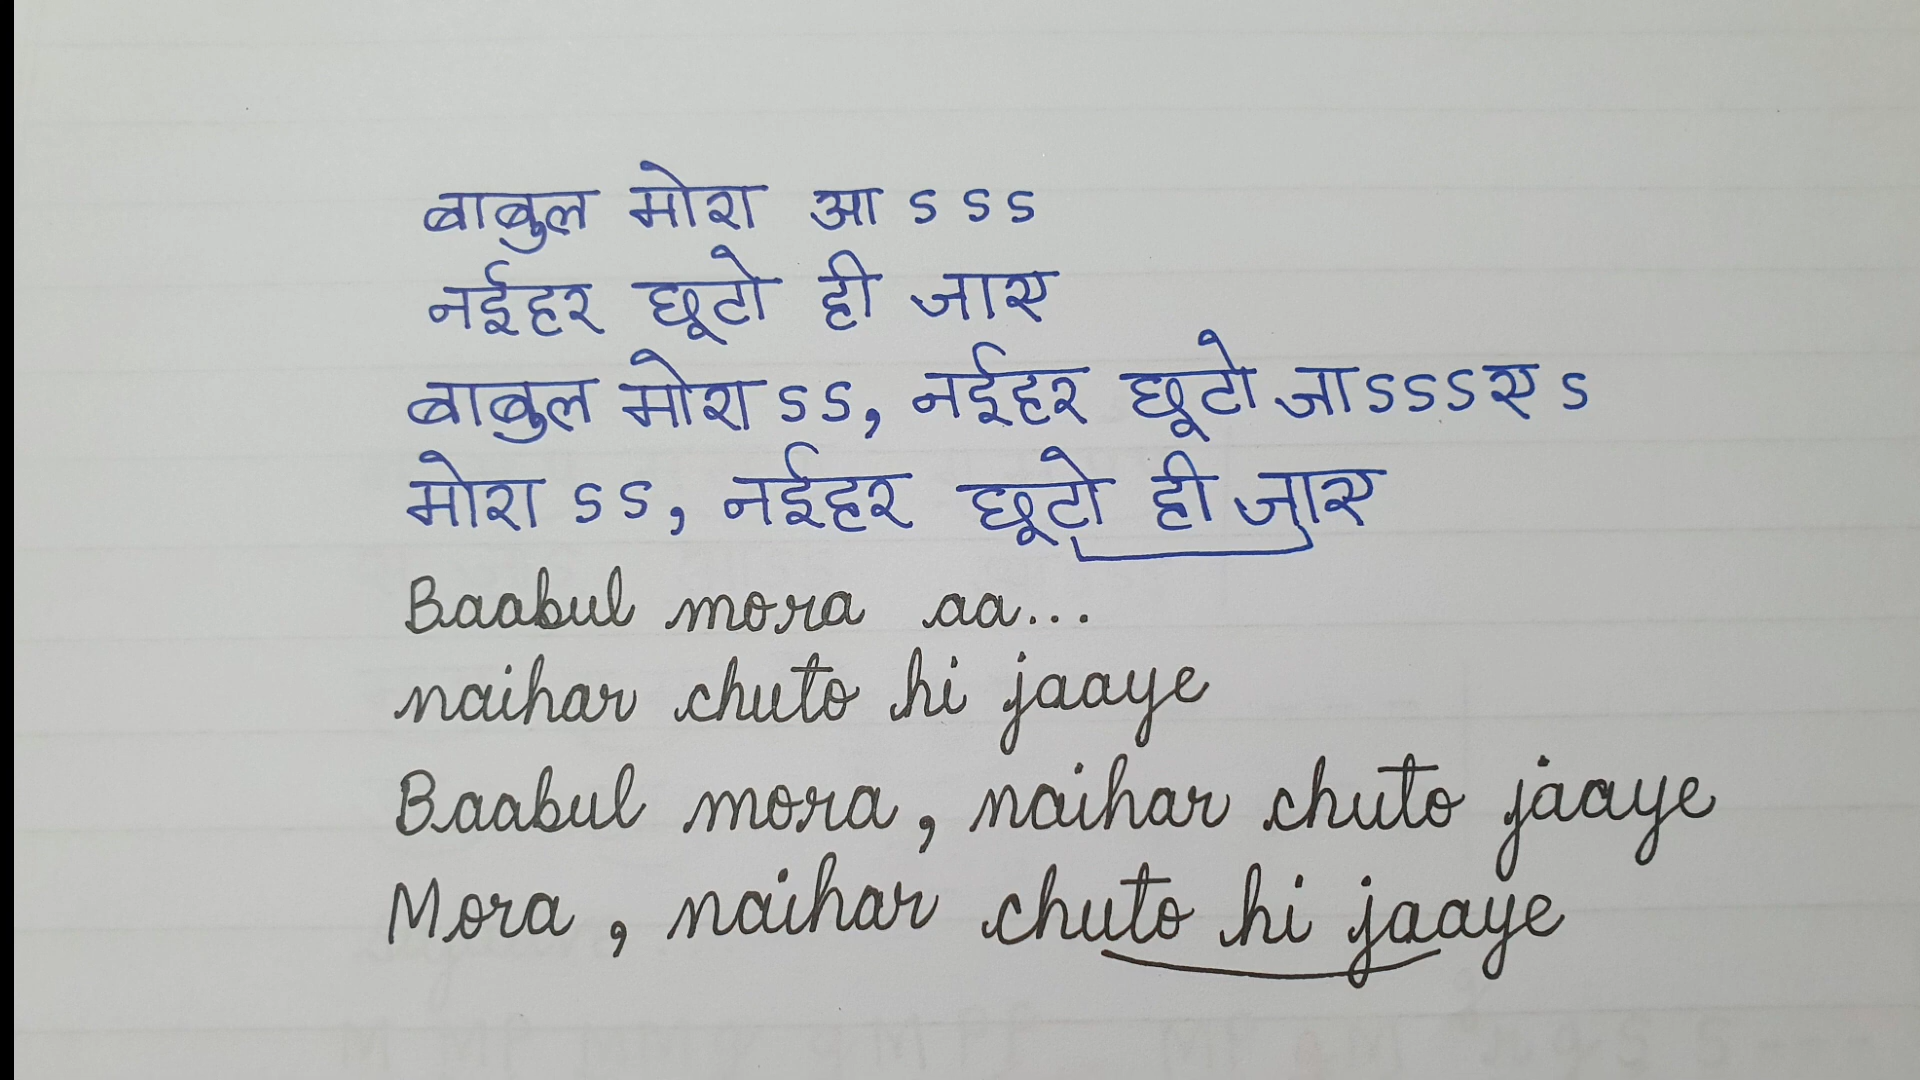 बाबुल मोरा आ ऽ ऽ ऽ
नईहर छूटो ही जाए
बाबुल मोरा ऽ ऽ, नईहर छूटो जा ऽ ऽ ऽ ए ऽ
मोरा ऽ ऽ, नईहर छूटो ही जाए
Baabul mora aa...
naihar chuto hi jaaye
Baabul mora, naihar chuto jaaye
Mora, naihar chuto hi jaaye